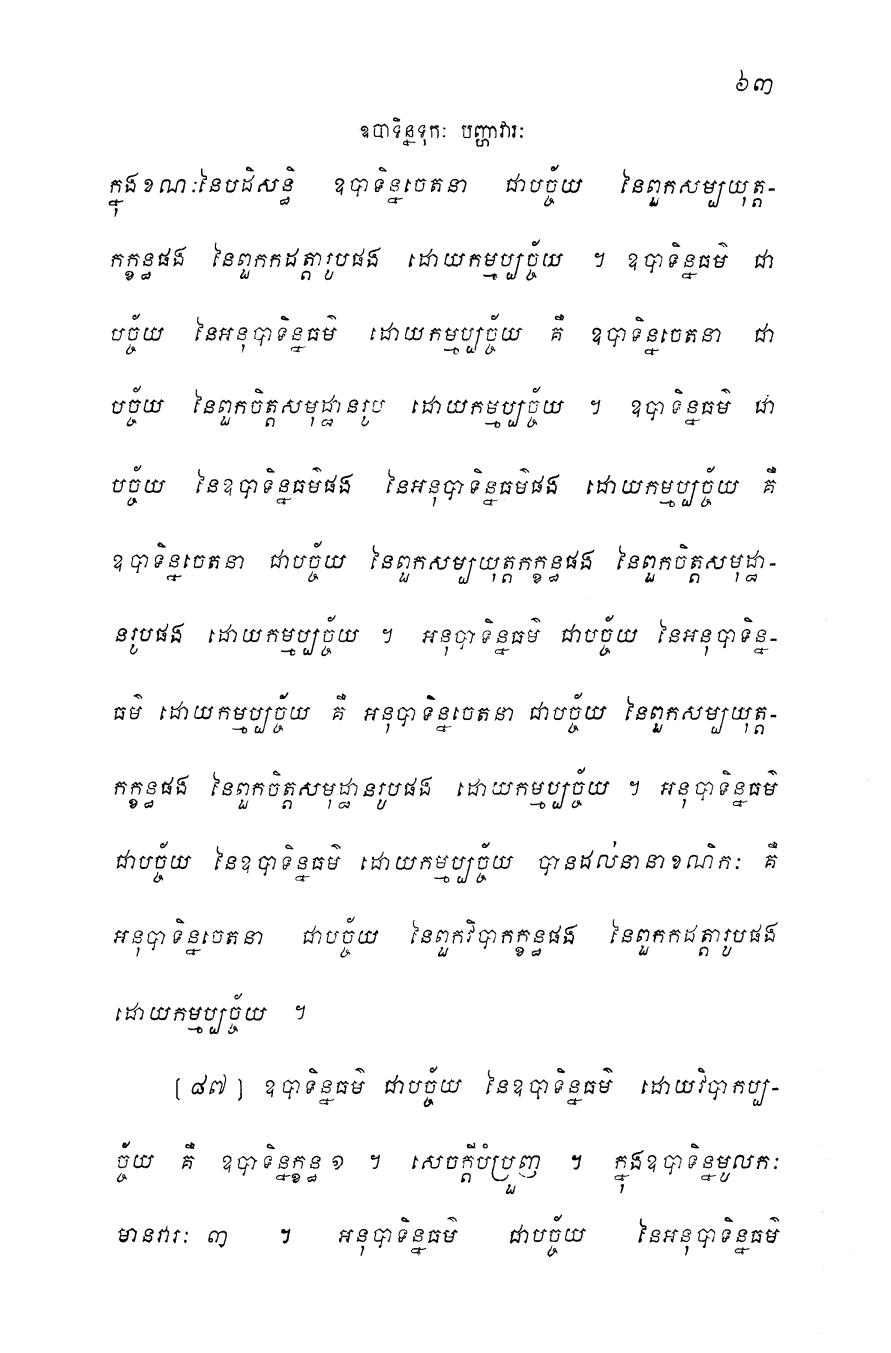 ៦៣
ឧបាទិន្នទុកៈ បញ្ហាវារៈ
ក្នុងខណៈនៃបដិសន្ធិ ឧបាទិន្នចេតនា ជាបច្ច័យ នៃពួកសម្បយុត្ត-
កក្ខន្ធផង នៃពួកកដត្តារូបផង ដោយកម្មប្បច្ច័យ ។ ឧបាទិន្នធម៌ ជា
បច្ច័យ នៃអនុបាទិន្នធម៌ ដោយកម្មប្បច្ច័យ គឺ ឧបាទិន្នចេតនា ជា
បច្ច័យ នៃពួកចិត្តសមុដ្ឋានរូប ដោយកម្មប្បច្ច័យ ។ ឧបាទិន្នធម៌ ជា
បច្ច័យ នៃឧបាទិន្នធម៌ផង នៃអនុបាទិន្នធម៌ផង ដោយកម្មប្បច្ច័យ គឺ
ឧបាទិន្នចេតនា ជាបច្ច័យ នៃពួកសម្បយុត្តកក្ខន្ធផង នៃពួកចិត្តសមុដ្ឋា-
នរូបផង ដោយកម្មប្បច្ច័យ ។ អនុបាទិន្នធម៌ ជាបច្ច័យ នៃអនុបាទិន្ន-
ធម៌ ដោយកម្មប្បច្ច័យ គឺ អនុបាទិន្នចេតនា ជាបច្ច័យ នៃពួកសម្បយុត្ត-
កក្ខន្ធផង នៃពួកចិត្តសមុដ្ឋានរូបផង ដោយកម្មប្បច្ច័យ ។ អនុបាទិន្នធម៌
ជាបច្ច័យ នៃឧបាទិន្នធម៌ ដោយកម្មប្បច្ច័យ បានដល់នានាខណិកៈ គឺ
អនុបាទិន្នចេតនា ជាបច្ច័យ នៃពួកវិបាកក្ខន្ធផង នៃពួកកដត្តារូបផង
ដោយកម្មប្បច្ច័យ ។
[៨៧] ឧបាទិន្នធម៌ ជាបច្ច័យ នៃឧបាទិន្នធម៌ ដោយវិបាកប្ប-
ច្ច័យ គឺ ឧបាទិន្នក្ខន្ធ១ ។ សេចក្តីបំប្រួញ ។ ក្នុងឧបាទិន្នមូលកៈ
មានវារៈ ៣ ។ អនុបាទិន្នធម៌ ជាបច្ច័យ នៃអនុបាទិន្នធម៌